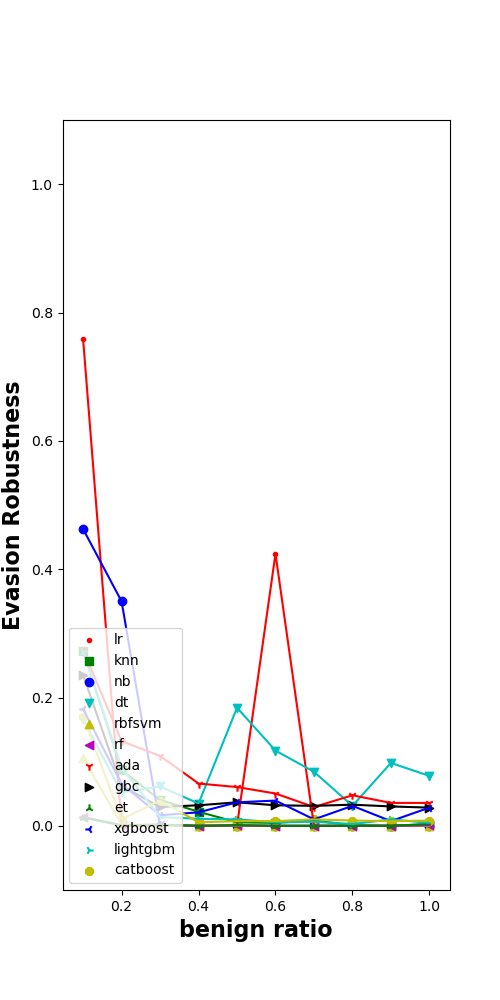 1.0
0.8
0.6
0.4
0.2
0.0
Evasion Robustness
lr
knn
nb
dt
rbfsvm
rf
ada
gbc
et
xgboost
lightgbm
catboost
0.2 0.4 0.6 0.8 1.0
benign ratio